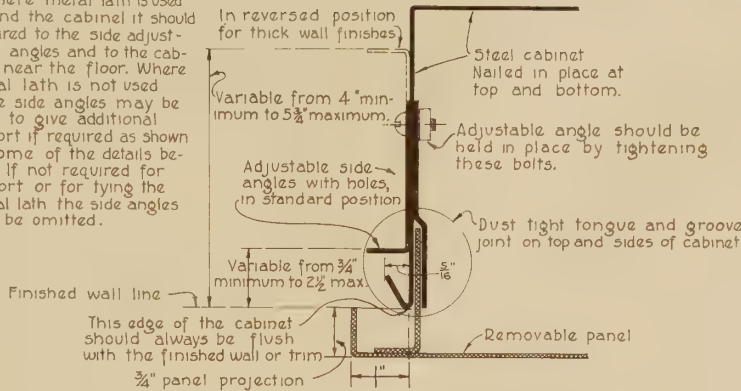 nd the cabinet it should
to the side adjust-
angles and to the cab-
near the floor. Where
lath is not used
side angles may be
to give additional
if required as shown
of the details be-
If not required for
or for tying the
lath the side angles
be omitted.
In reversed position
for thick wall finishes
Variable from 4" min-
imum to 5¾" maximum.
Steel cabinet
Nailed in place at
top and bottom.
Adjustable angle should be
held in place by tightening
these bolts.
Adjustable side
angles with holes,
in standard position
Dust tight tongue and groove
joint on top and sides of cabinet
Variable from ¾"
minimum to 2½" max.
5/16"
Finished wall line
This edge of the cabinet
should always be flush
with the finished wall or trim
Removable panel
¾" panel projection
1"